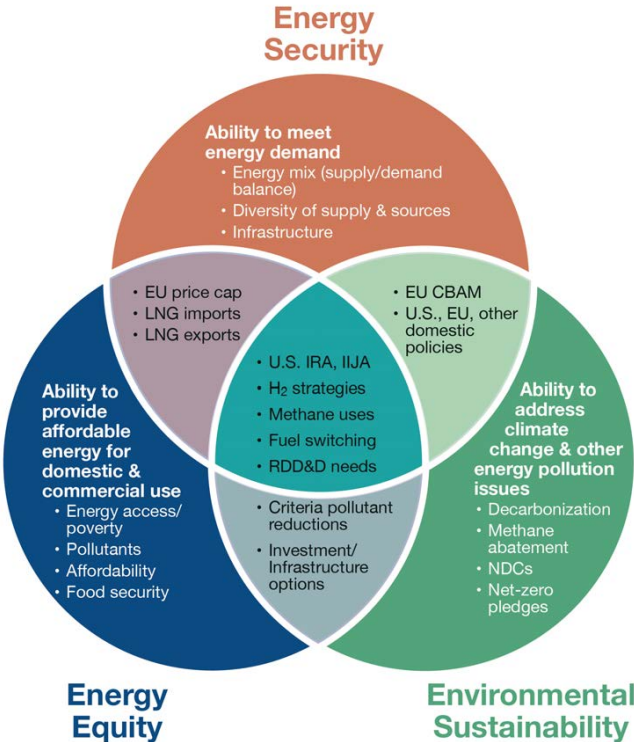 Energy
Security
Ability to meet
energy demand
• Energy mix (supply/demand
balance)
• Diversity of supply & sources
• Infrastructure
• EU price cap
• LNG imports
• LNG exports
• EU CBAM
• U.S., EU, other
domestic
policies
• U.S. IRA, IIJA
• H₂ strategies
• Methane uses
• Fuel switching
• RDD&D needs
Ability to
provide
affordable
energy for
domestic &
commercial use
• Energy access/
poverty
• Pollutants
• Affordability
• Food security
Ability to
address
climate
change & other
energy pollution
issues
• Decarbonization
• Methane
abatement
• NDCs
• Net-zero
pledges
• Criteria pollutant
reductions
• Investment/
Infrastructure
options
Energy
Equity
Environmental
Sustainability